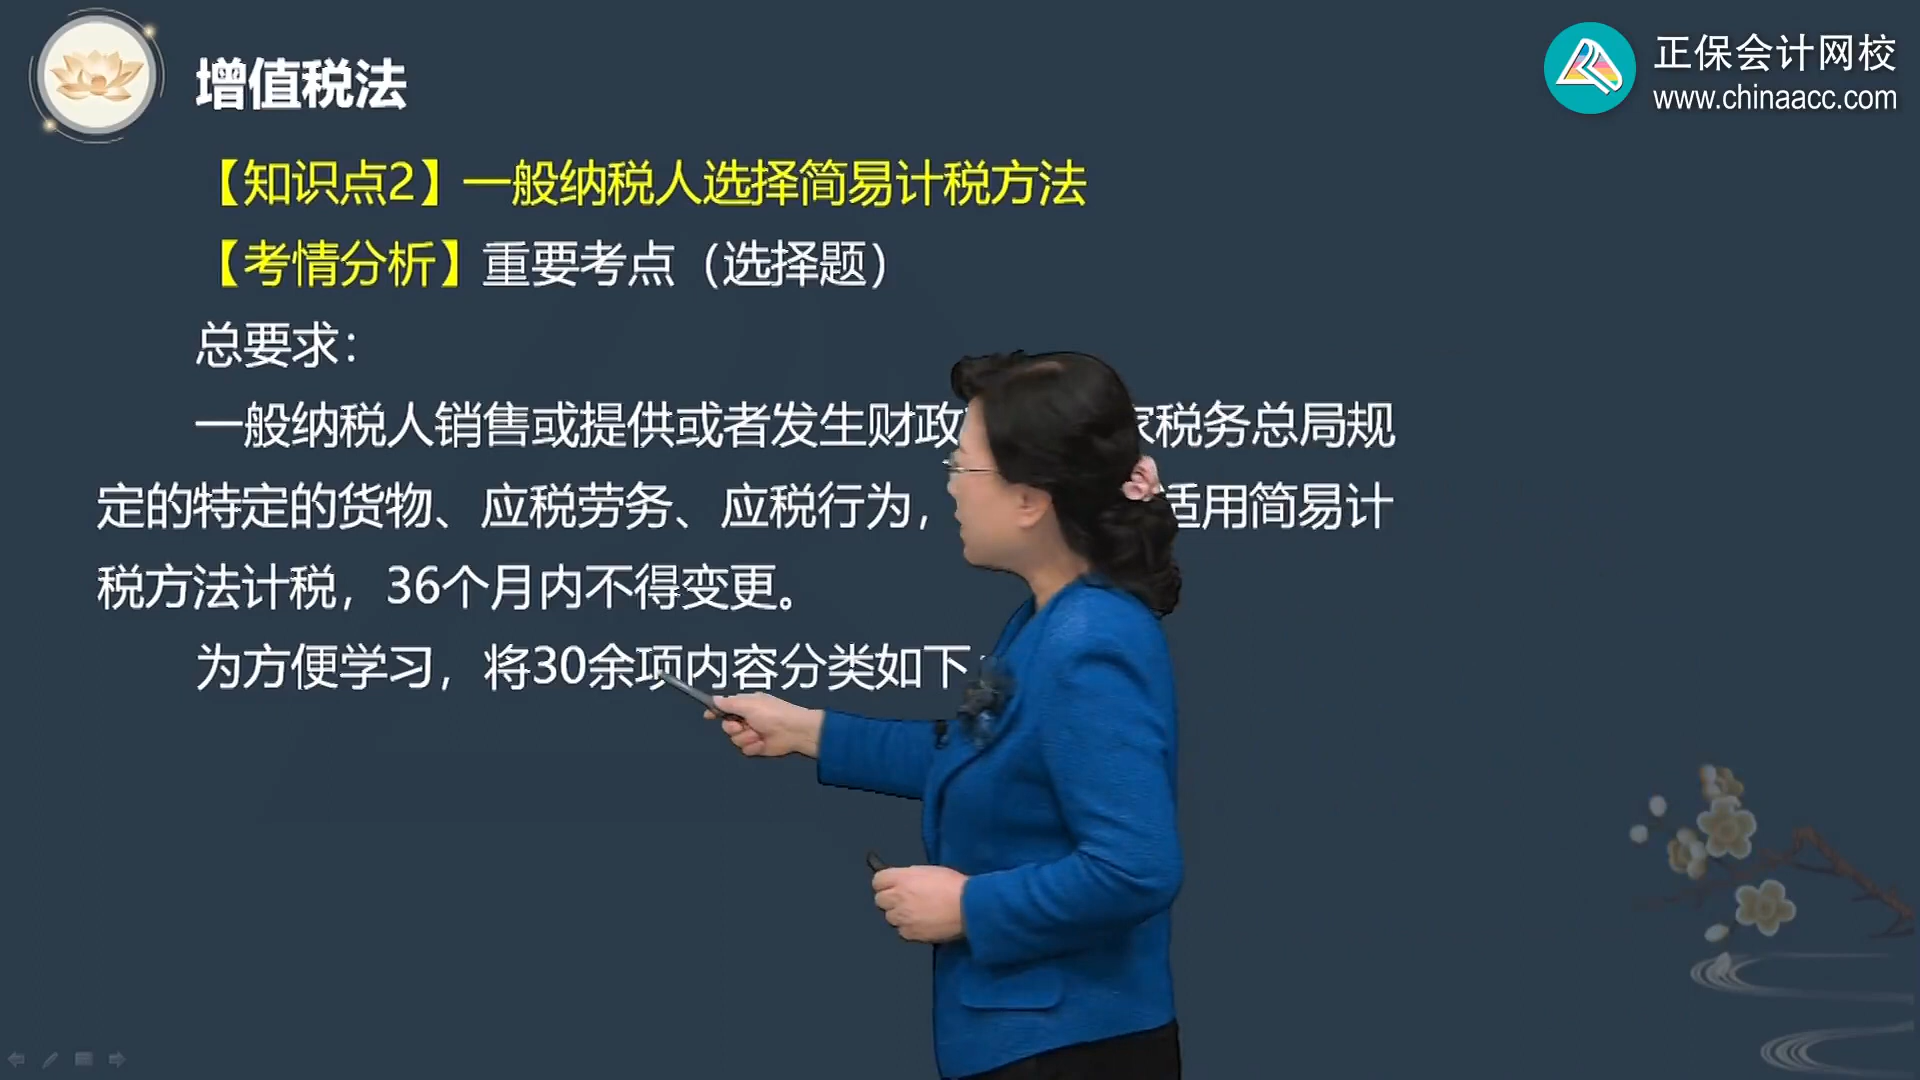 增值税法
正保会计网校
www.chinaacc.com
【知识点2】一般纳税人选择简易计税方法
【考情分析】重要考点（选择题）
总要求：
一般纳税人销售或提供或者发生财政 家税务总局规
定的特定的货物、应税劳务、应税行为， 适用简易计
税方法计税，36个月内不得变更。
为方便学习，将30余项内容分类如下